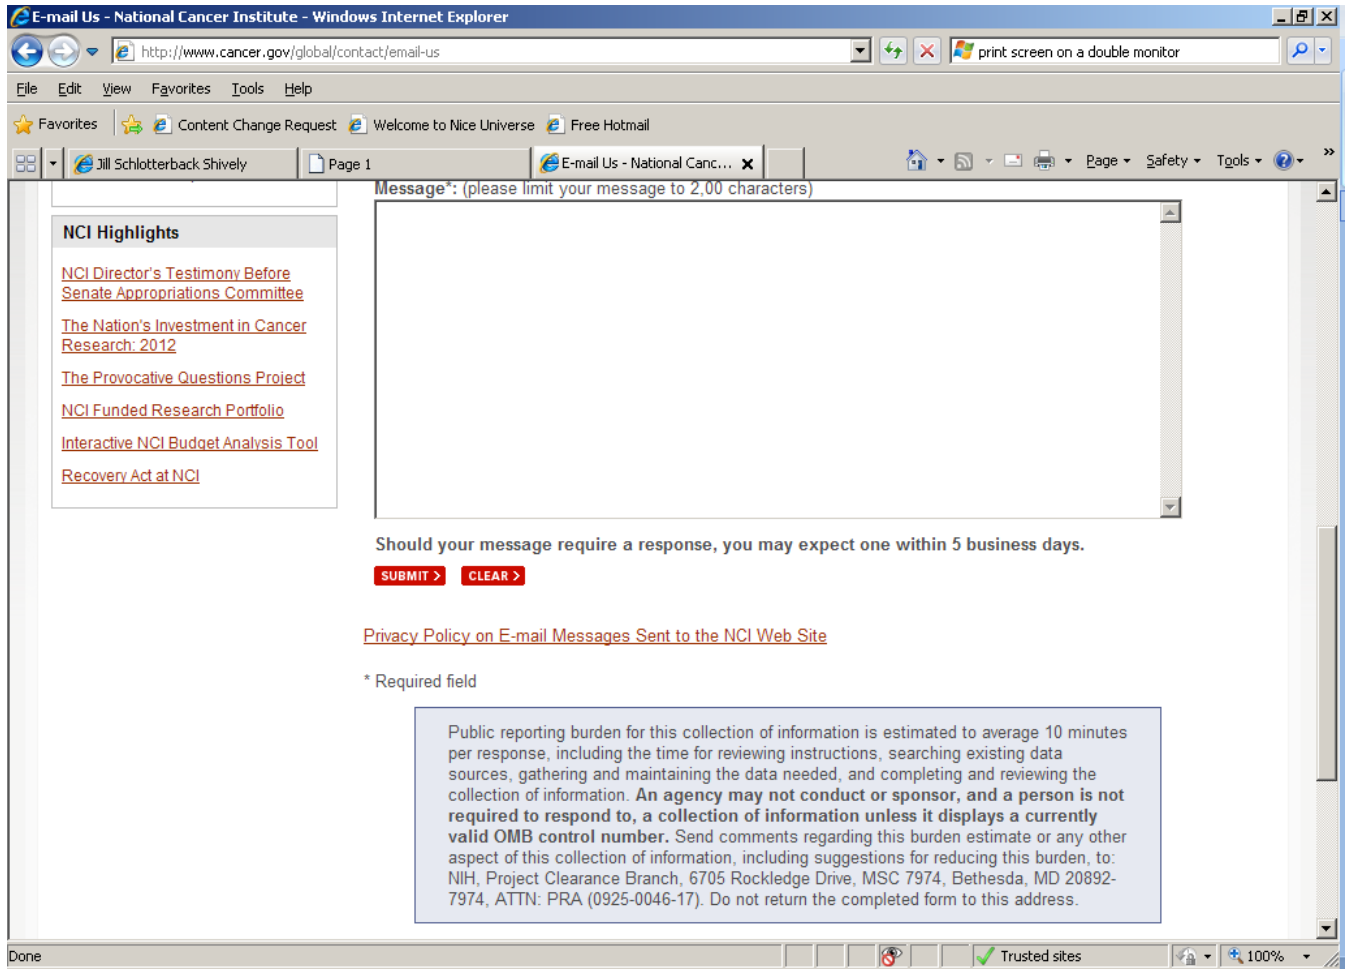 E-mail Us - National Cancer Institute - Windows Internet Explorer
http://www.cancer.gov/global/contact/email-us
print screen on a double monitor
File Edit View Favorites Tools Help
Favorites Content Change Request Welcome to Nice Universe Free Hotmail
Jill Schlotterback Shively Page 1 E-mail Us - National Canc... Page Safety Tools
Message*: (please limit your message to 2,00 characters)
NCI Highlights
NCI Director's Testimony Before
Senate Appropriations Committee
The Nation's Investment in Cancer
Research: 2012
The Provocative Questions Project
NCI Funded Research Portfolio
Interactive NCI Budget Analysis Tool
Recovery Act at NCI
Should your message require a response, you may expect one within 5 business days.
SUBMIT > CLEAR >
Privacy Policy on E-mail Messages Sent to the NCI Web Site
* Required field
Public reporting burden for this collection of information is estimated to average 10 minutes
per response, including the time for reviewing instructions, searching existing data
sources, gathering and maintaining the data needed, and completing and reviewing the
collection of information. An agency may not conduct or sponsor, and a person is not
required to respond to, a collection of information unless it displays a currently
valid OMB control number. Send comments regarding this burden estimate or any other
aspect of this collection of information, including suggestions for reducing this burden, to:
NIH, Project Clearance Branch, 6705 Rockledge Drive, MSC 7974, Bethesda, MD 20892-
7974, ATTN: PRA (0925-0046-17). Do not return the completed form to this address.
Done Trusted sites 100%